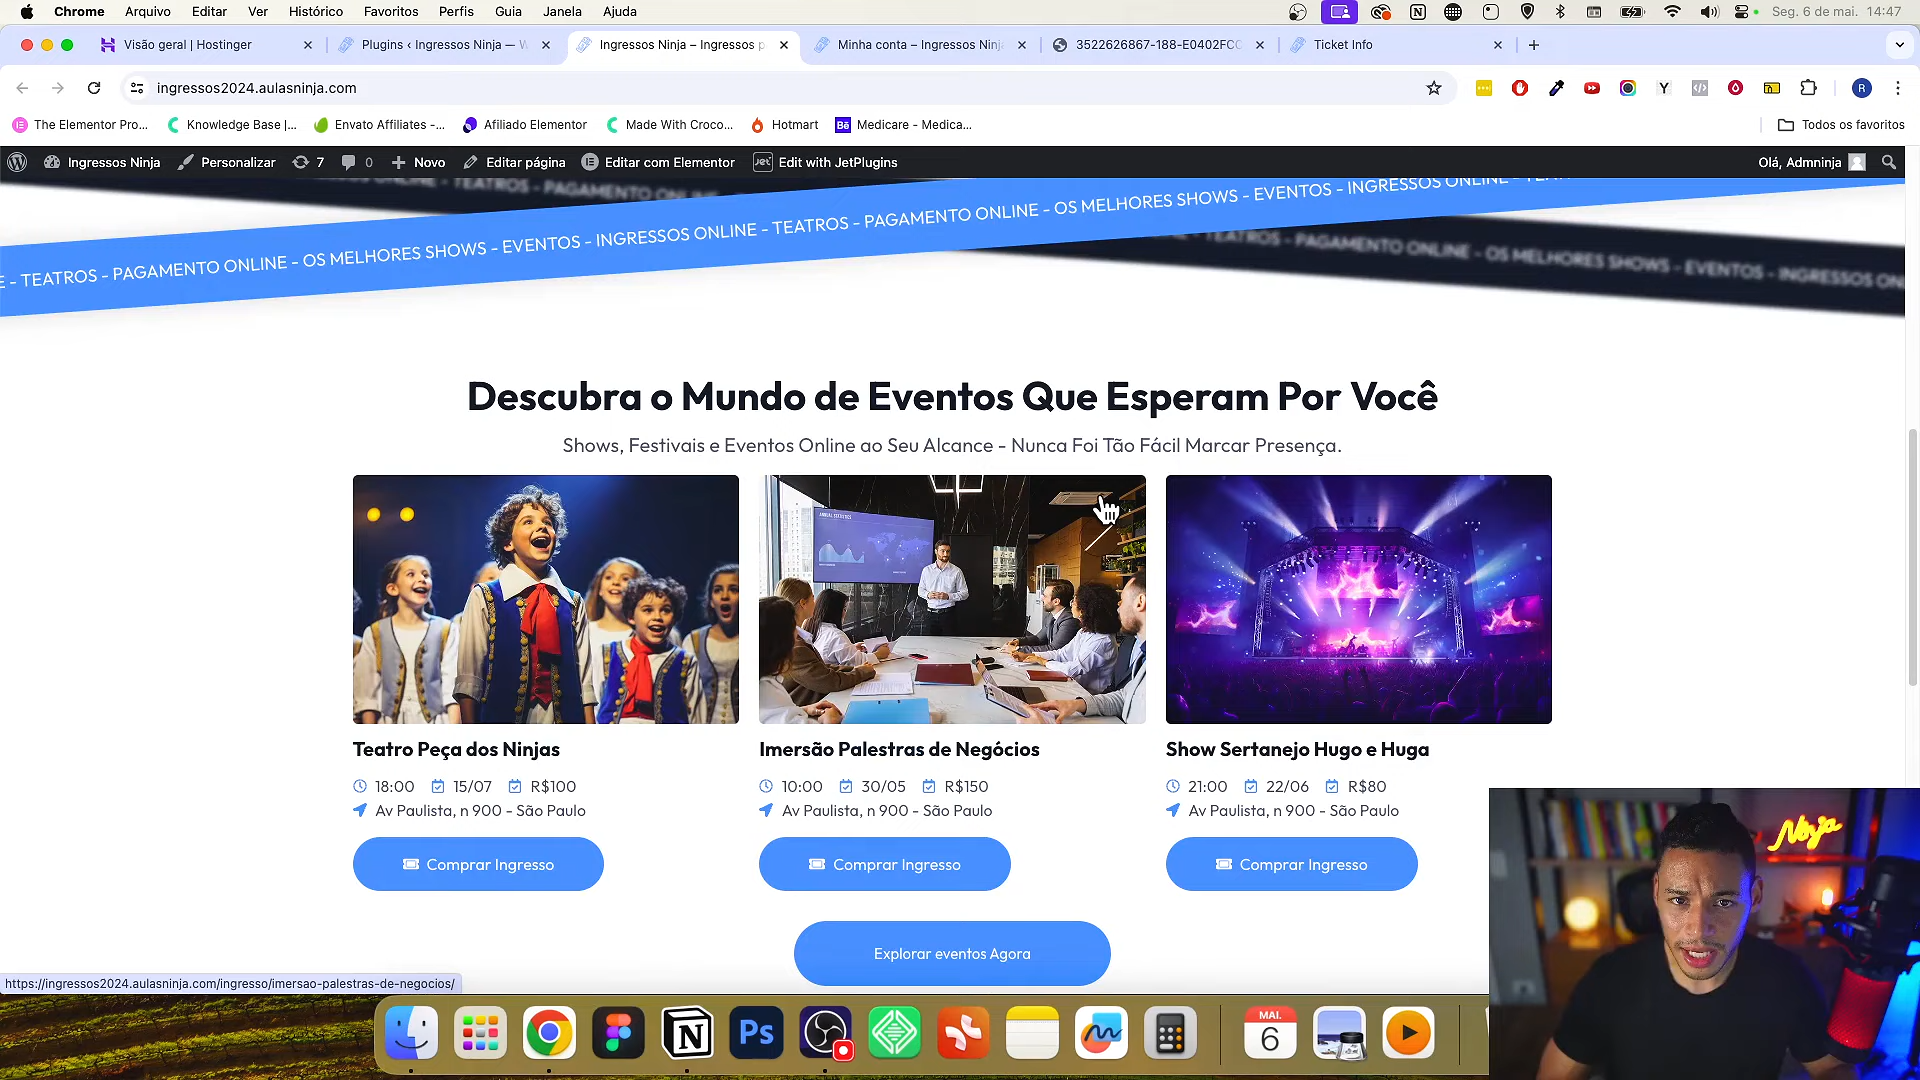 Chrome Arquivo Editar Ver Histórico Favoritos Perfis Guia Janela Ajuda
Seg. 6 de mai. 14:47
Visão geral | Hostinger
Plugins ‹ Ingressos Ninja — W
Ingressos Ninja – Ingressos p
Minha conta – Ingressos Ninj
3522626867-188-E0402FCC
Ticket Info
ingressos2024.aulasninja.com
The Elementor Pro...
Knowledge Base |...
Envato Affiliates -...
Afiliado Elementor
Made With Croco...
Hotmart
Medicare - Medica...
Todos os favoritos
Ingressos Ninja
Personalizar
7
0
Novo
Editar página
Editar com Elementor
Edit with JetPlugins
Olá, Admninja
ONLINE - TEATROS - PAGAMENTO ONLINE
E - TEATROS - PAGAMENTO ONLINE - OS MELHORES SHOWS - EVENTOS - INGRESSOS ONLINE - TEATROS - PAGAMENTO ONLINE - OS MELHORES SHOWS - EVENTOS - INGRESSOS ONLINE
TEATROS - PAGAMENTO ONLINE - OS MELHORES SHOWS - EVENTOS - INGRESSOS ON
Descubra o Mundo de Eventos Que Esperam Por Você
Shows, Festivais e Eventos Online ao Seu Alcance - Nunca Foi Tão Fácil Marcar Presença.
Teatro Peça dos Ninjas
18:00 15/07 R$100
Av Paulista, n 900 - São Paulo
Comprar Ingresso
Imersão Palestras de Negócios
10:00 30/05 R$150
Av Paulista, n 900 - São Paulo
Comprar Ingresso
Show Sertanejo Hugo e Huga
21:00 22/06 R$80
Av Paulista, n 900 - São Paulo
Comprar Ingresso
Explorar eventos Agora
https://ingressos2024.aulasninja.com/ingresso/imersao-palestras-de-negocios/
Ninja
Ps
MAI.
6